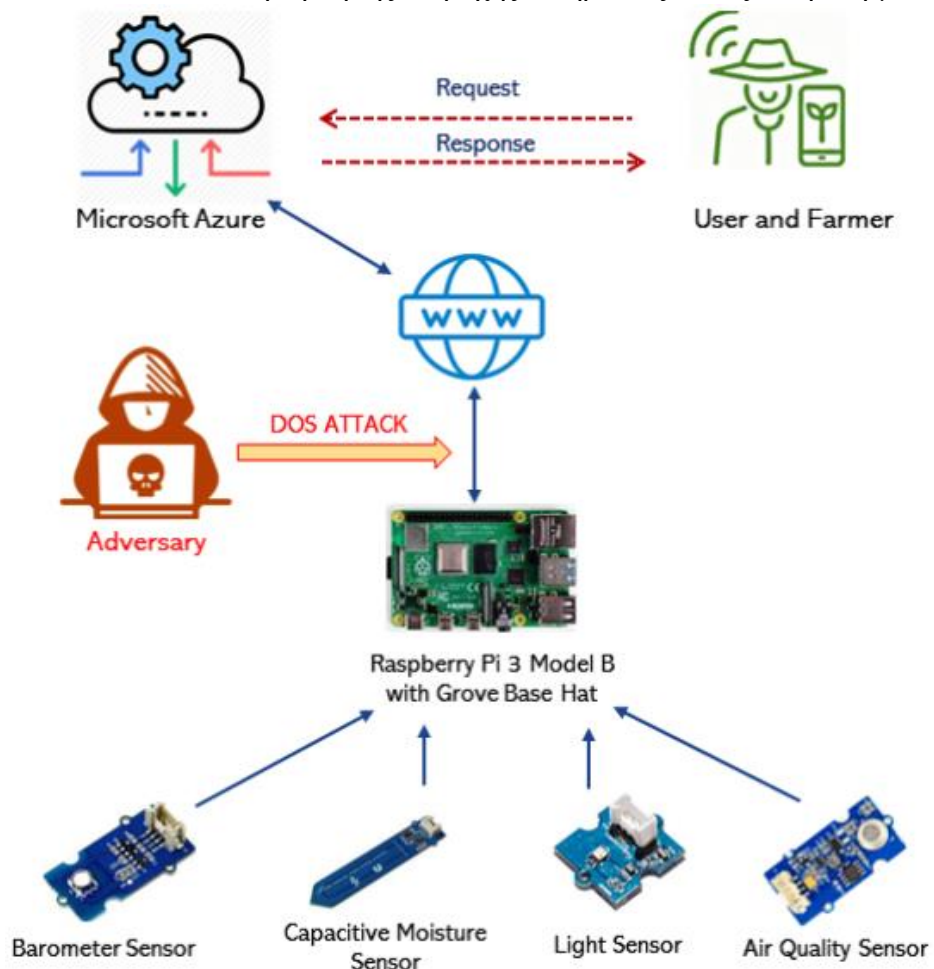 Request
Response
Microsoft Azure
User and Farmer
WWW
DOS ATTACK
Adversary
Raspberry Pi 3 Model B
with Grove Base Hat
Barometer Sensor
Capacitive Moisture
Sensor
Light Sensor
Air Quality Sensor